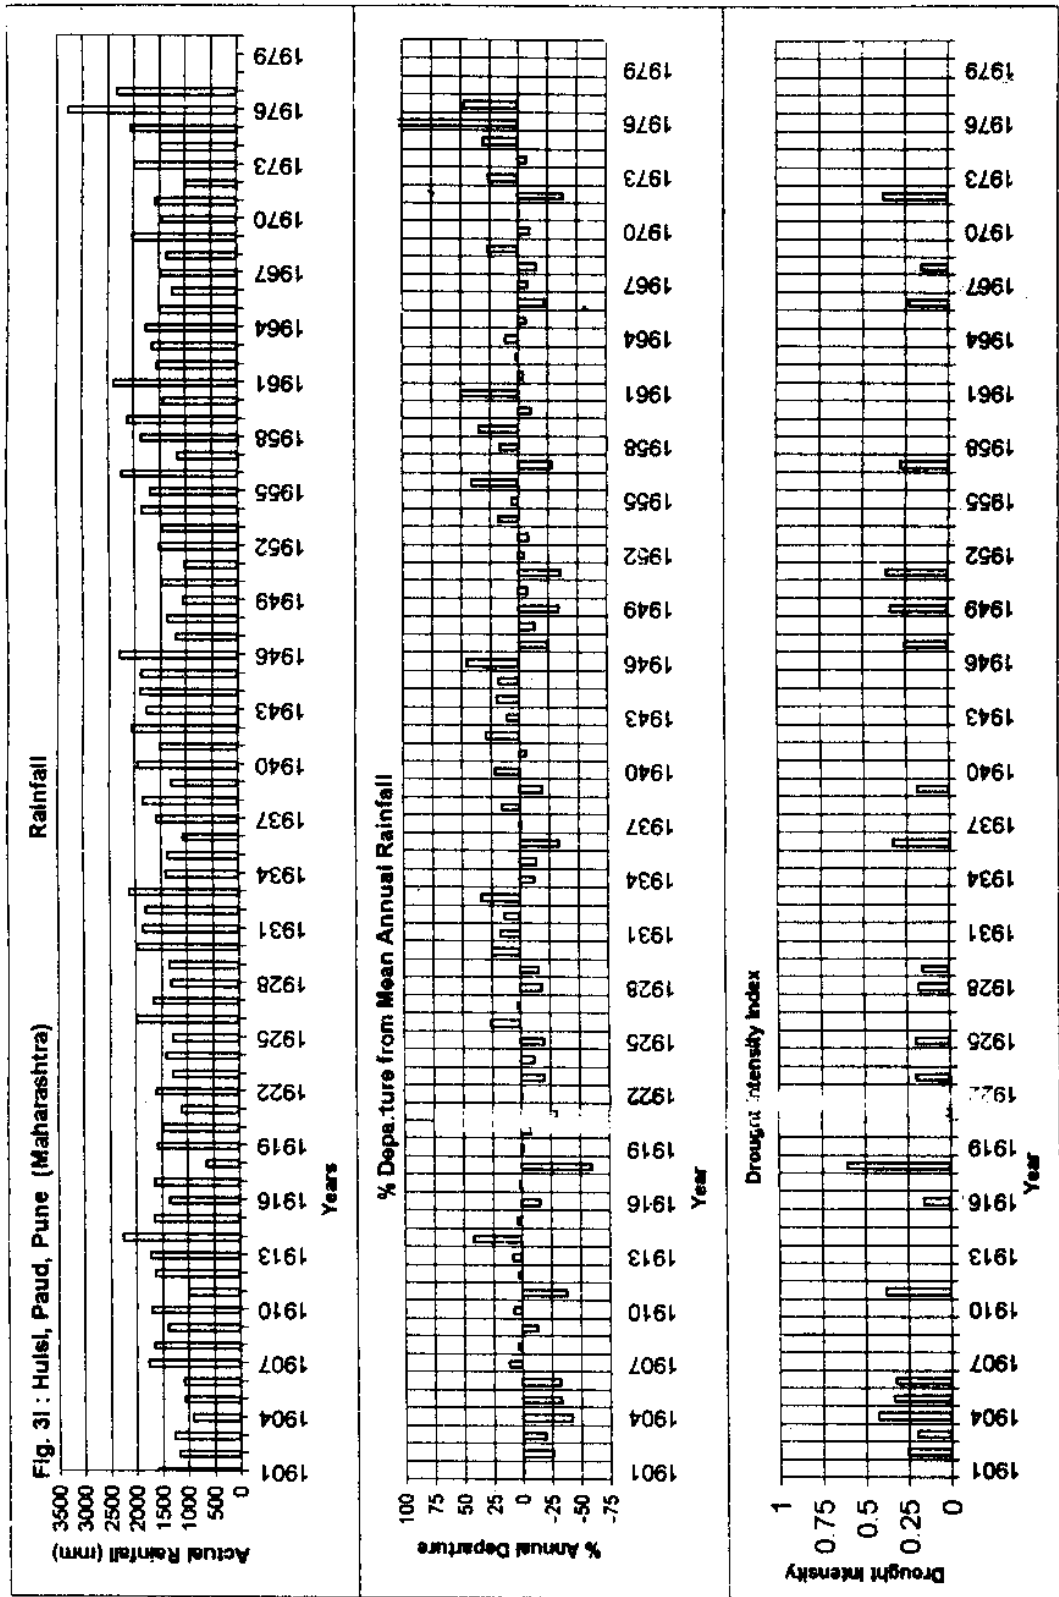 Fig. 3l : Hulsi, Paud, Pune (Maharashtra) Rainfall
Actual Rainfall (mm)
3500
3000
2500
2000
1500
1000
500
0
1901 1904 1907 1910 1913 1916 1919 1922 1925 1928 1931 1934 1937 1940 1943 1946 1949 1952 1955 1958 1961 1964 1967 1970 1973 1976 1979
Years
% Departure from Mean Annual Rainfall
% Annual Departure
100
75
50
25
0
-25
-50
-75
1901 1904 1907 1910 1913 1916 1919 1922 1925 1928 1931 1934 1937 1940 1943 1946 1949 1952 1955 1958 1961 1964 1967 1970 1973 1976 1979
Year
Drought Intensity Index
Drought Intensity
1
0.75
0.5
0.25
0
1901 1904 1907 1910 1913 1916 1919 1922 1925 1928 1931 1934 1937 1940 1943 1946 1949 1952 1955 1958 1961 1964 1967 1970 1973 1976 1979
Year